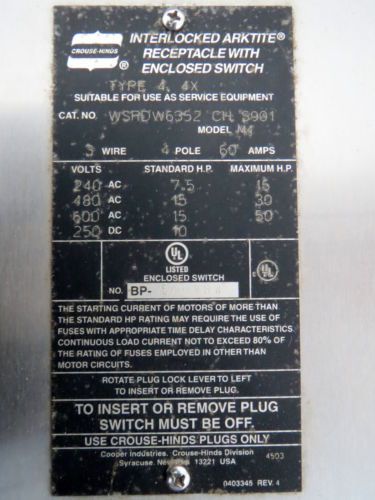 CROUSE-HINDS
®
INTERLOCKED ARKTITE®
RECEPTACLE WITH
ENCLOSED SWITCH
TYPE 4, 4X
SUITABLE FOR USE AS SERVICE EQUIPMENT
CAT. NO. WSRDW6352 CH S901
MODEL M4
3 WIRE 4 POLE 60 AMPS
VOLTS STANDARD H.P. MAXIMUM H.P.
240 AC 7.5 15
480 AC 15 30
600 AC 15 50
250 DC 10
UL
LISTED
ENCLOSED SWITCH
NO. BP-
THE STARTING CURRENT OF MOTORS OF MORE THAN
THE STANDARD HP RATING MAY REQUIRE THE USE OF
FUSES WITH APPROPRIATE TIME DELAY CHARACTERISTICS
CONTINUOUS LOAD CURRENT NOT TO EXCEED 80% OF
THE RATING OF FUSES EMPLOYED IN OTHER THAN
MOTOR CIRCUITS.
ROTATE PLUG LOCK LEVER TO LEFT
TO INSERT OR REMOVE PLUG.
TO INSERT OR REMOVE PLUG
SWITCH MUST BE OFF.
USE CROUSE-HINDS PLUGS ONLY
Cooper Industries, Crouse-Hinds Division 4503
Syracuse, 13221 USA
0403345 REV. 4